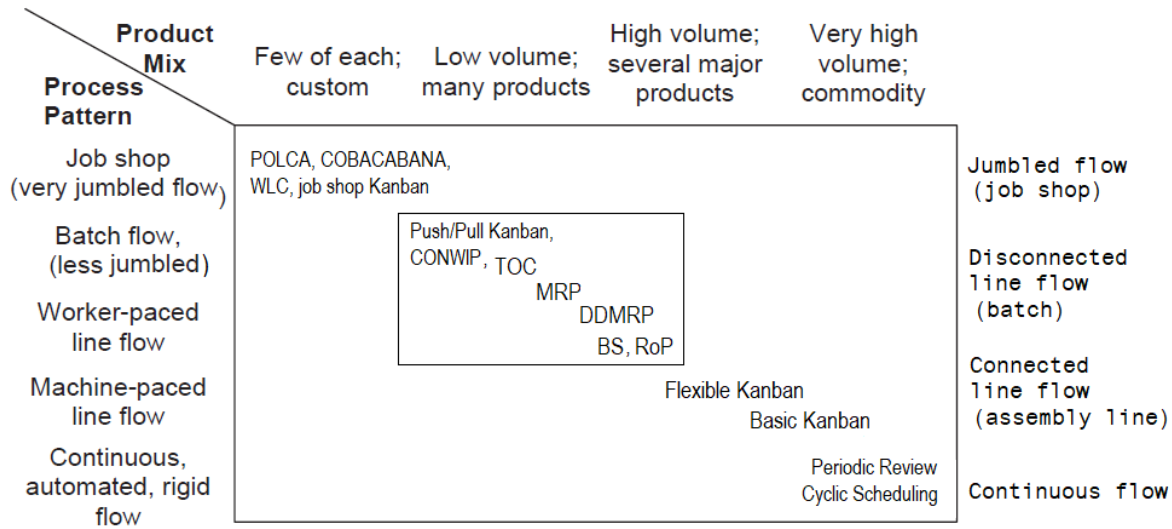 Product
Mix
Process
Pattern
Few of each;
custom
Low volume;
many products
High volume;
several major
products
Very high
volume;
commodity
Job shop
(very jumbled flow)
POLCA, COBACABANA,
WLC, job shop Kanban
Jumbled flow
(job shop)
Batch flow,
(less jumbled)
Push/Pull Kanban,
CONWIP, TOC
MRP
DDMRP
BS, RoP
Disconnected
line flow
(batch)
Worker-paced
line flow
Machine-paced
line flow
Flexible Kanban
Basic Kanban
Connected
line flow
(assembly line)
Continuous,
automated, rigid
flow
Periodic Review
Cyclic Scheduling
Continuous flow